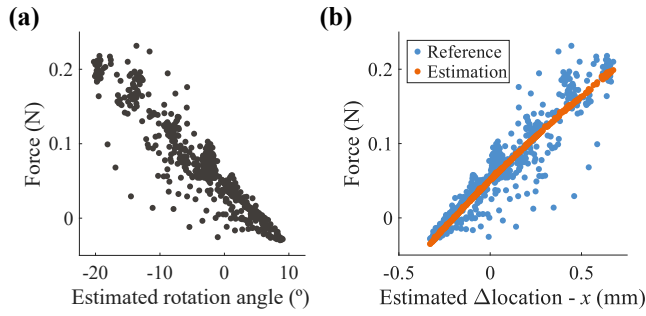 (a)
Force (N)
0.2
0.1
0
-20
-10
0
10
Estimated rotation angle (º)
(b)
Reference
Estimation
Force (N)
0.2
0.1
0
-0.5
0
0.5
Estimated Δlocation - x (mm)